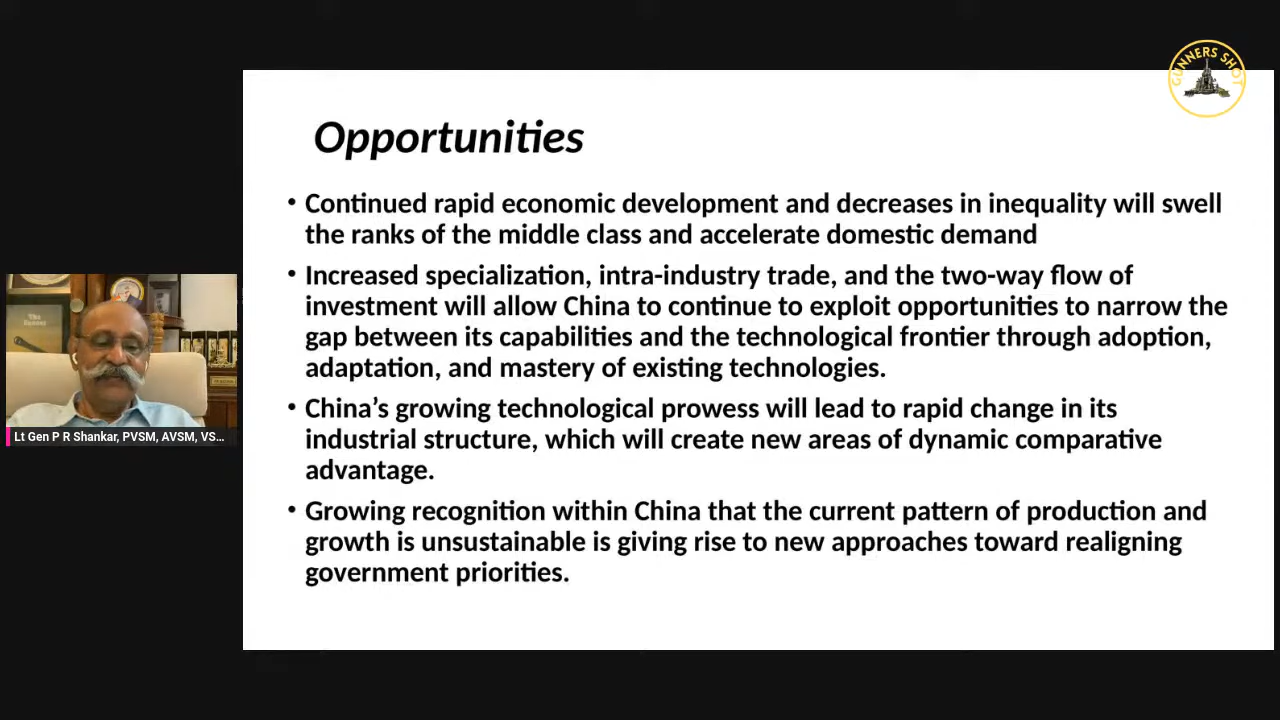 GUNNERS SHOT
Opportunities
• Continued rapid economic development and decreases in inequality will swell
the ranks of the middle class and accelerate domestic demand
• Increased specialization, intra-industry trade, and the two-way flow of
investment will allow China to continue to exploit opportunities to narrow the
gap between its capabilities and the technological frontier through adoption,
adaptation, and mastery of existing technologies.
• China’s growing technological prowess will lead to rapid change in its
industrial structure, which will create new areas of dynamic comparative
advantage.
• Growing recognition within China that the current pattern of production and
growth is unsustainable is giving rise to new approaches toward realigning
government priorities.
Lt Gen P R Shankar, PVSM, AVSM, VS...